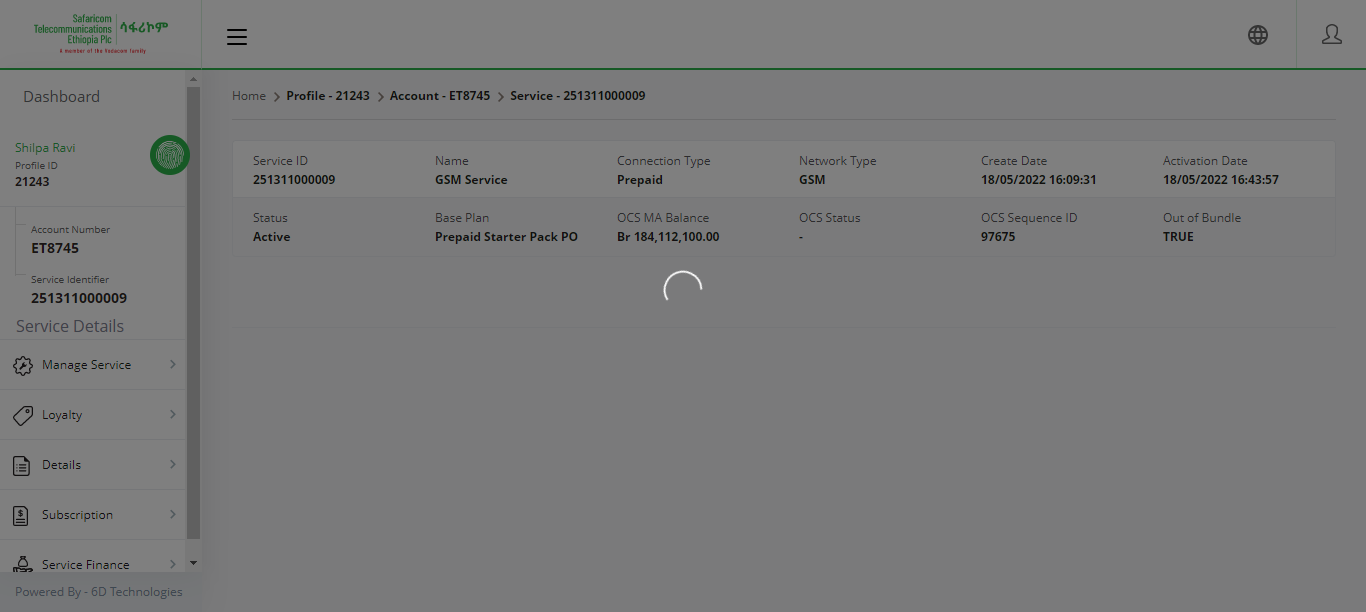 Safaricom
Telecommunications
Ethiopia Plc
ሳፋሪኮም
A member of the Vodacom family
Dashboard
Shilpa Ravi
Profile ID
21243
Account Number
ET8745
Service Identifier
251311000009
Service Details
Manage Service
Loyalty
Details
Subscription
Service Finance
Powered By - 6D Technologies
Home > Profile - 21243 > Account - ET8745 > Service - 251311000009
Service ID Name Connection Type Network Type Create Date Activation Date
251311000009 GSM Service Prepaid GSM 18/05/2022 16:09:31 18/05/2022 16:43:57
Status Base Plan OCS MA Balance OCS Status OCS Sequence ID Out of Bundle
Active Prepaid Starter Pack PO Br 184,112,100.00 - 97675 TRUE